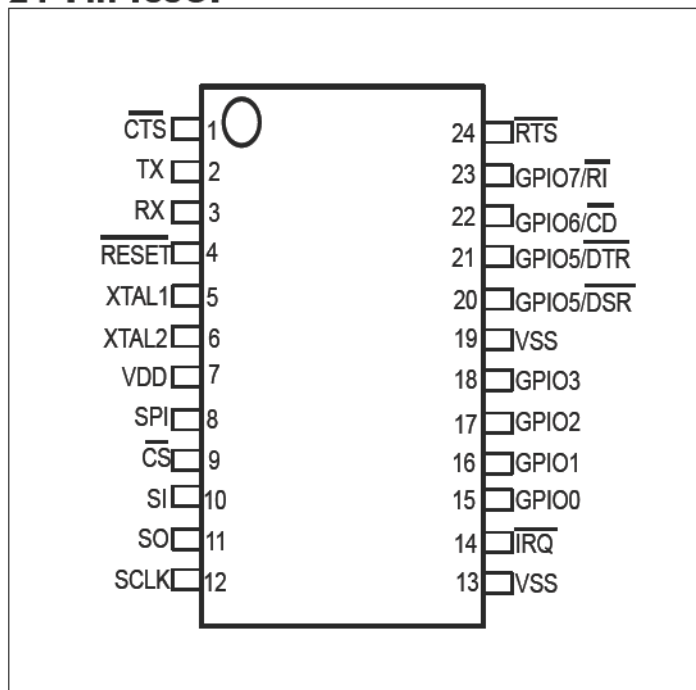 CTS 1
TX 2
RX 3
RESET 4
XTAL1 5
XTAL2 6
VDD 7
SPI 8
CS 9
SI 10
SO 11
SCLK 12
24 RTS
23 GPIO7/RI
22 GPIO6/CD
21 GPIO5/DTR
20 GPIO5/DSR
19 VSS
18 GPIO3
17 GPIO2
16 GPIO1
15 GPIO0
14 IRQ
13 VSS